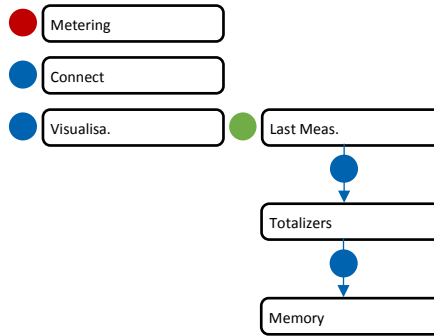 Metering
Connect
Visualisa.
Last Meas.
Totalizers
Memory